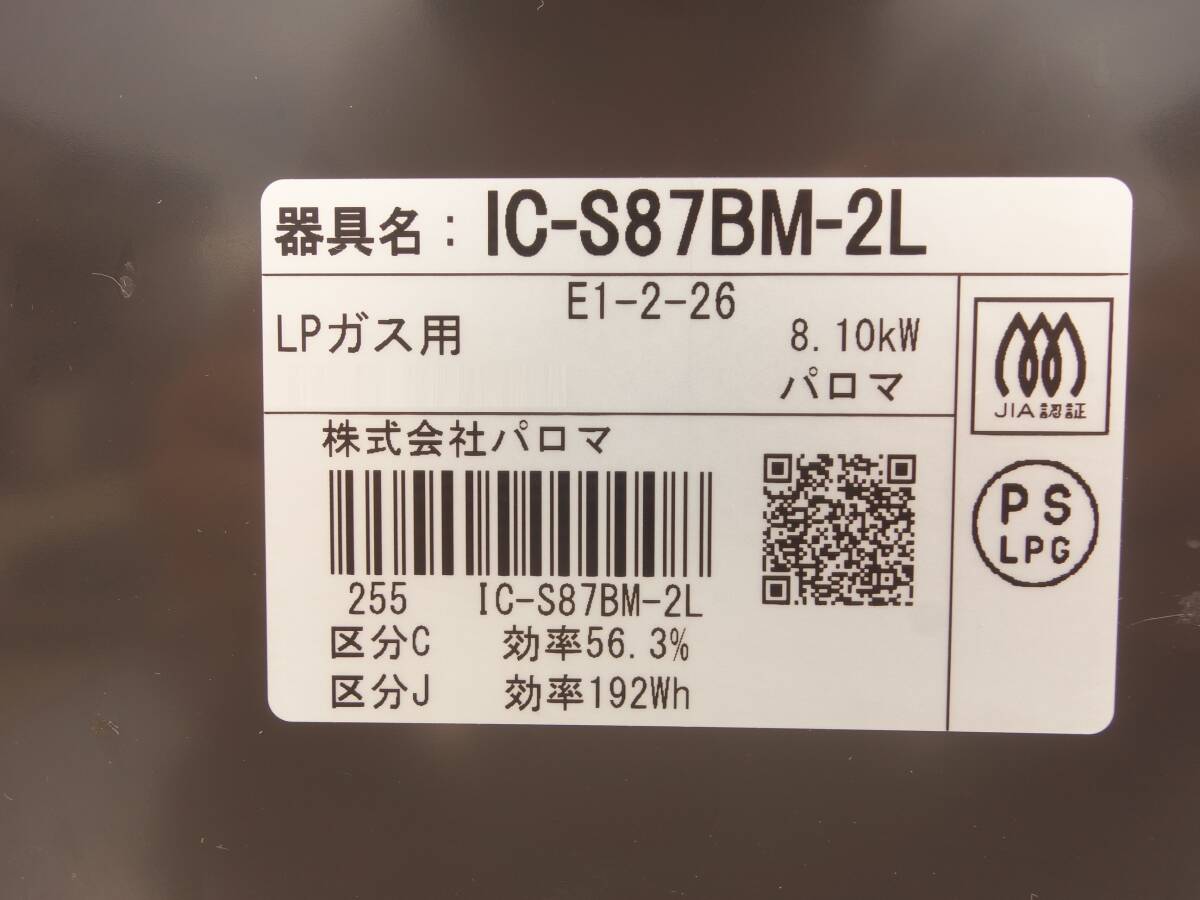 器具名：IC-S87BM-2L
E1-2-26
LPガス用
8.10kW
パロマ
JIA認証
株式会社パロマ
PS
LPG
255 IC-S87BM-2L
区分C 効率56.3%
区分J 効率192Wh